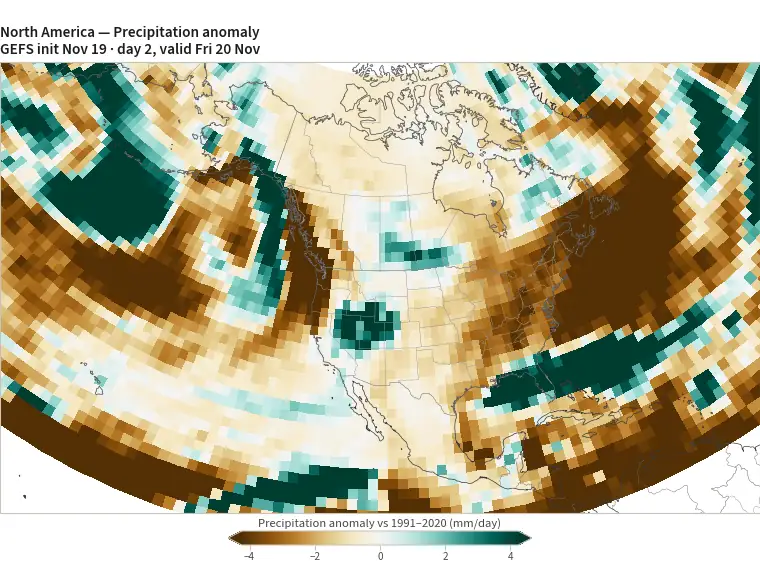 North America — Precipitation anomaly
GEFS init Nov 19 · day 2, valid Fri 20 Nov
Precipitation anomaly vs 1991–2020 (mm/day)
−4 −2 0 2 4